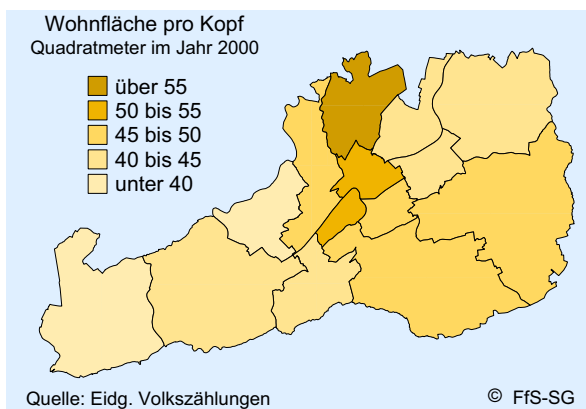 Wohnfläche pro Kopf
Quadratmeter im Jahr 2000
über 55
50 bis 55
45 bis 50
40 bis 45
unter 40
Quelle: Eidg. Volkszählungen
© FfS-SG